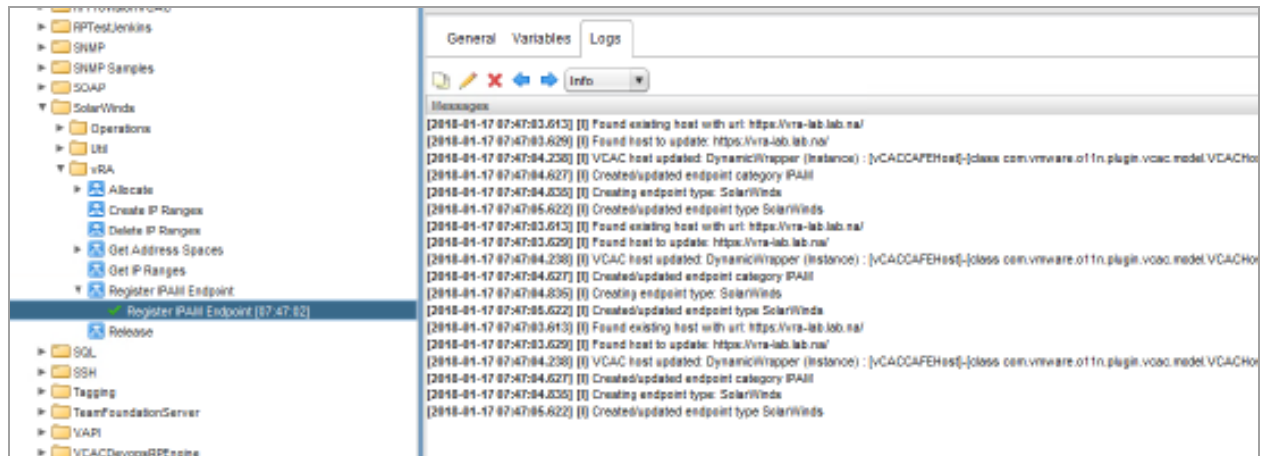 RPTestJenkins
SNMP
SNMP Samples
SOAP
SolarWinds
Operations
Util
vRA
Allocate
Create IP Ranges
Delete IP Ranges
Get Address Spaces
Get IP Ranges
Register IPAM Endpoint
Register IPAM Endpoint [07:47:02]
Release
SQL
SSH
Tagging
TeamFoundationServer
VAPI
VCACDevopsRPEngine
General Variables Logs
Info
Messages
[2018-01-17 07:47:03.613] [I] Found existing host with url: https://vra-lab.lab.na/
[2018-01-17 07:47:03.629] [I] Found host to update: https://vra-lab.lab.na/
[2018-01-17 07:47:04.238] [I] VCAC host updated: DynamicWrapper (Instance) : [vCACCAFEHost]-[class com.vmware.o11n.plugin.vcac.model.VCACHo
[2018-01-17 07:47:04.627] [I] Created/updated endpoint category IPAM
[2018-01-17 07:47:04.835] [I] Creating endpoint type: SolarWinds
[2018-01-17 07:47:05.622] [I] Created/updated endpoint type SolarWinds
[2018-01-17 07:47:03.613] [I] Found existing host with url: https://vra-lab.lab.na/
[2018-01-17 07:47:03.629] [I] Found host to update: https://vra-lab.lab.na/
[2018-01-17 07:47:04.238] [I] VCAC host updated: DynamicWrapper (Instance) : [vCACCAFEHost]-[class com.vmware.o11n.plugin.vcac.model.VCACHo
[2018-01-17 07:47:04.627] [I] Created/updated endpoint category IPAM
[2018-01-17 07:47:04.835] [I] Creating endpoint type: SolarWinds
[2018-01-17 07:47:05.622] [I] Created/updated endpoint type SolarWinds
[2018-01-17 07:47:03.613] [I] Found existing host with url: https://vra-lab.lab.na/
[2018-01-17 07:47:03.629] [I] Found host to update: https://vra-lab.lab.na/
[2018-01-17 07:47:04.238] [I] VCAC host updated: DynamicWrapper (Instance) : [vCACCAFEHost]-[class com.vmware.o11n.plugin.vcac.model.VCACHo
[2018-01-17 07:47:04.627] [I] Created/updated endpoint category IPAM
[2018-01-17 07:47:04.835] [I] Creating endpoint type: SolarWinds
[2018-01-17 07:47:05.622] [I] Created/updated endpoint type SolarWinds